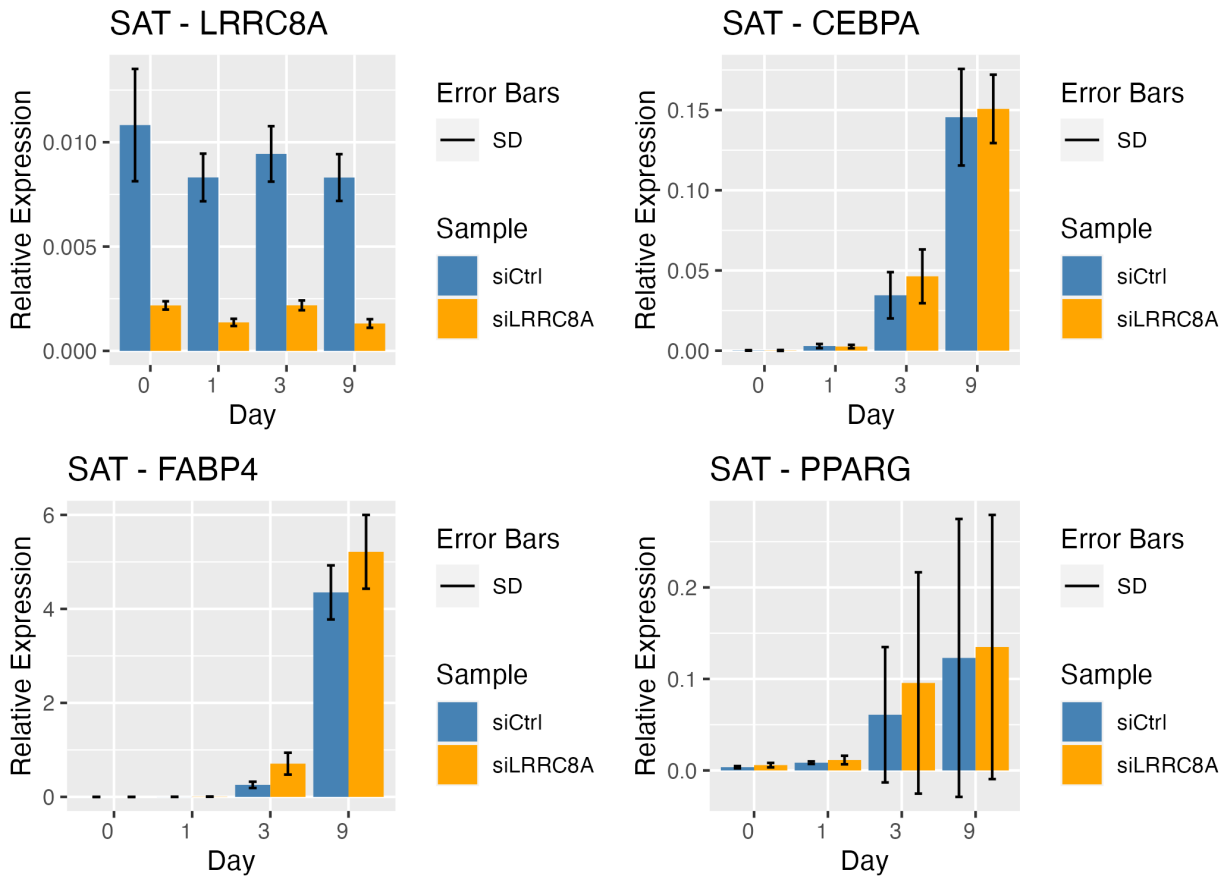 SAT - LRRC8A
Relative Expression
0.010
0.005
0.000
0 1 3 9
Day
Error Bars
SD
Sample
siCtrl
siLRRC8A
SAT - CEBPA
Relative Expression
0.15
0.10
0.05
0.00
0 1 3 9
Day
Error Bars
SD
Sample
siCtrl
siLRRC8A
SAT - FABP4
Relative Expression
6
4
2
0
0 1 3 9
Day
Error Bars
SD
Sample
siCtrl
siLRRC8A
SAT - PPARG
Relative Expression
0.2
0.1
0.0
0 1 3 9
Day
Error Bars
SD
Sample
siCtrl
siLRRC8A